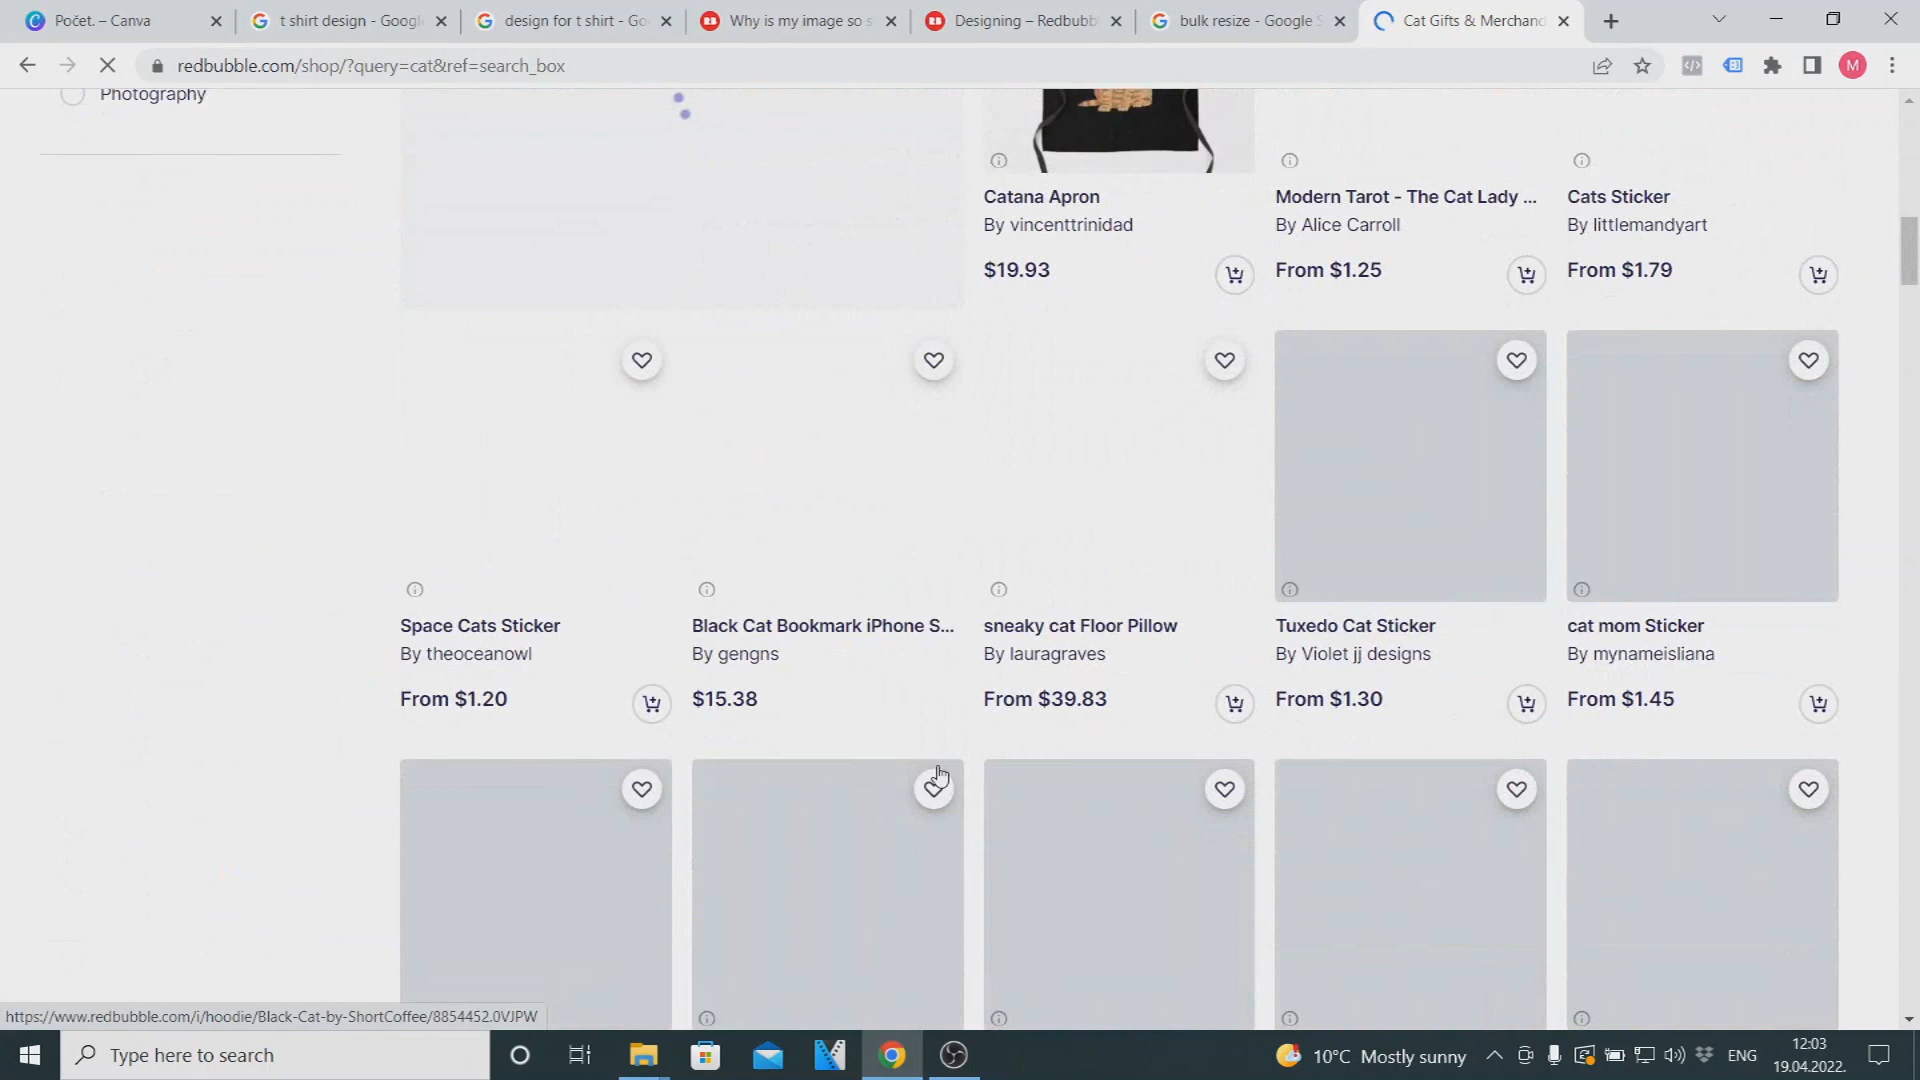 Počet. – Canva
t shirt design - Googl
design for t shirt - Go
Why is my image so s
Designing – Redbubbl
bulk resize - Google S
Cat Gifts & Merchand
redbubble.com/shop/?query=cat&ref=search_box
M
Photography
Catana Apron
By vincenttrinidad
$19.93
Modern Tarot - The Cat Lady ...
By Alice Carroll
From $1.25
Cats Sticker
By littlemandyart
From $1.79
Space Cats Sticker
By theoceanowl
From $1.20
Black Cat Bookmark iPhone S...
By gengns
$15.38
sneaky cat Floor Pillow
By lauragraves
From $39.83
Tuxedo Cat Sticker
By Violet jj designs
From $1.30
cat mom Sticker
By mynameisliana
From $1.45
https://www.redbubble.com/i/hoodie/Black-Cat-by-ShortCoffee/8854452.0VJPW
Type here to search
10°C Mostly sunny
ENG
12:03
19.04.2022.